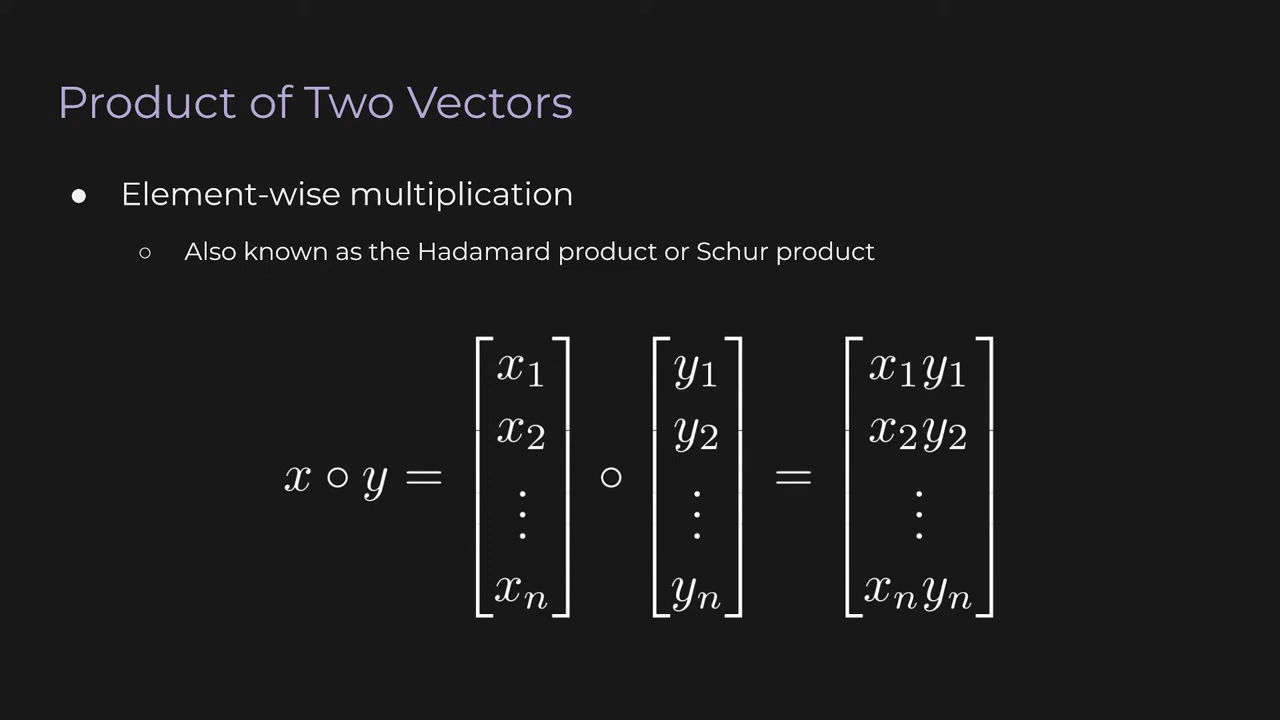 Product of Two Vectors
● Element-wise multiplication
○ Also known as the Hadamard product or Schur product
x ∘ y = [x₁ x₂ ⋮ xₙ] ∘ [y₁ y₂ ⋮ yₙ] = [x₁y₁ x₂y₂ ⋮ xₙyₙ]